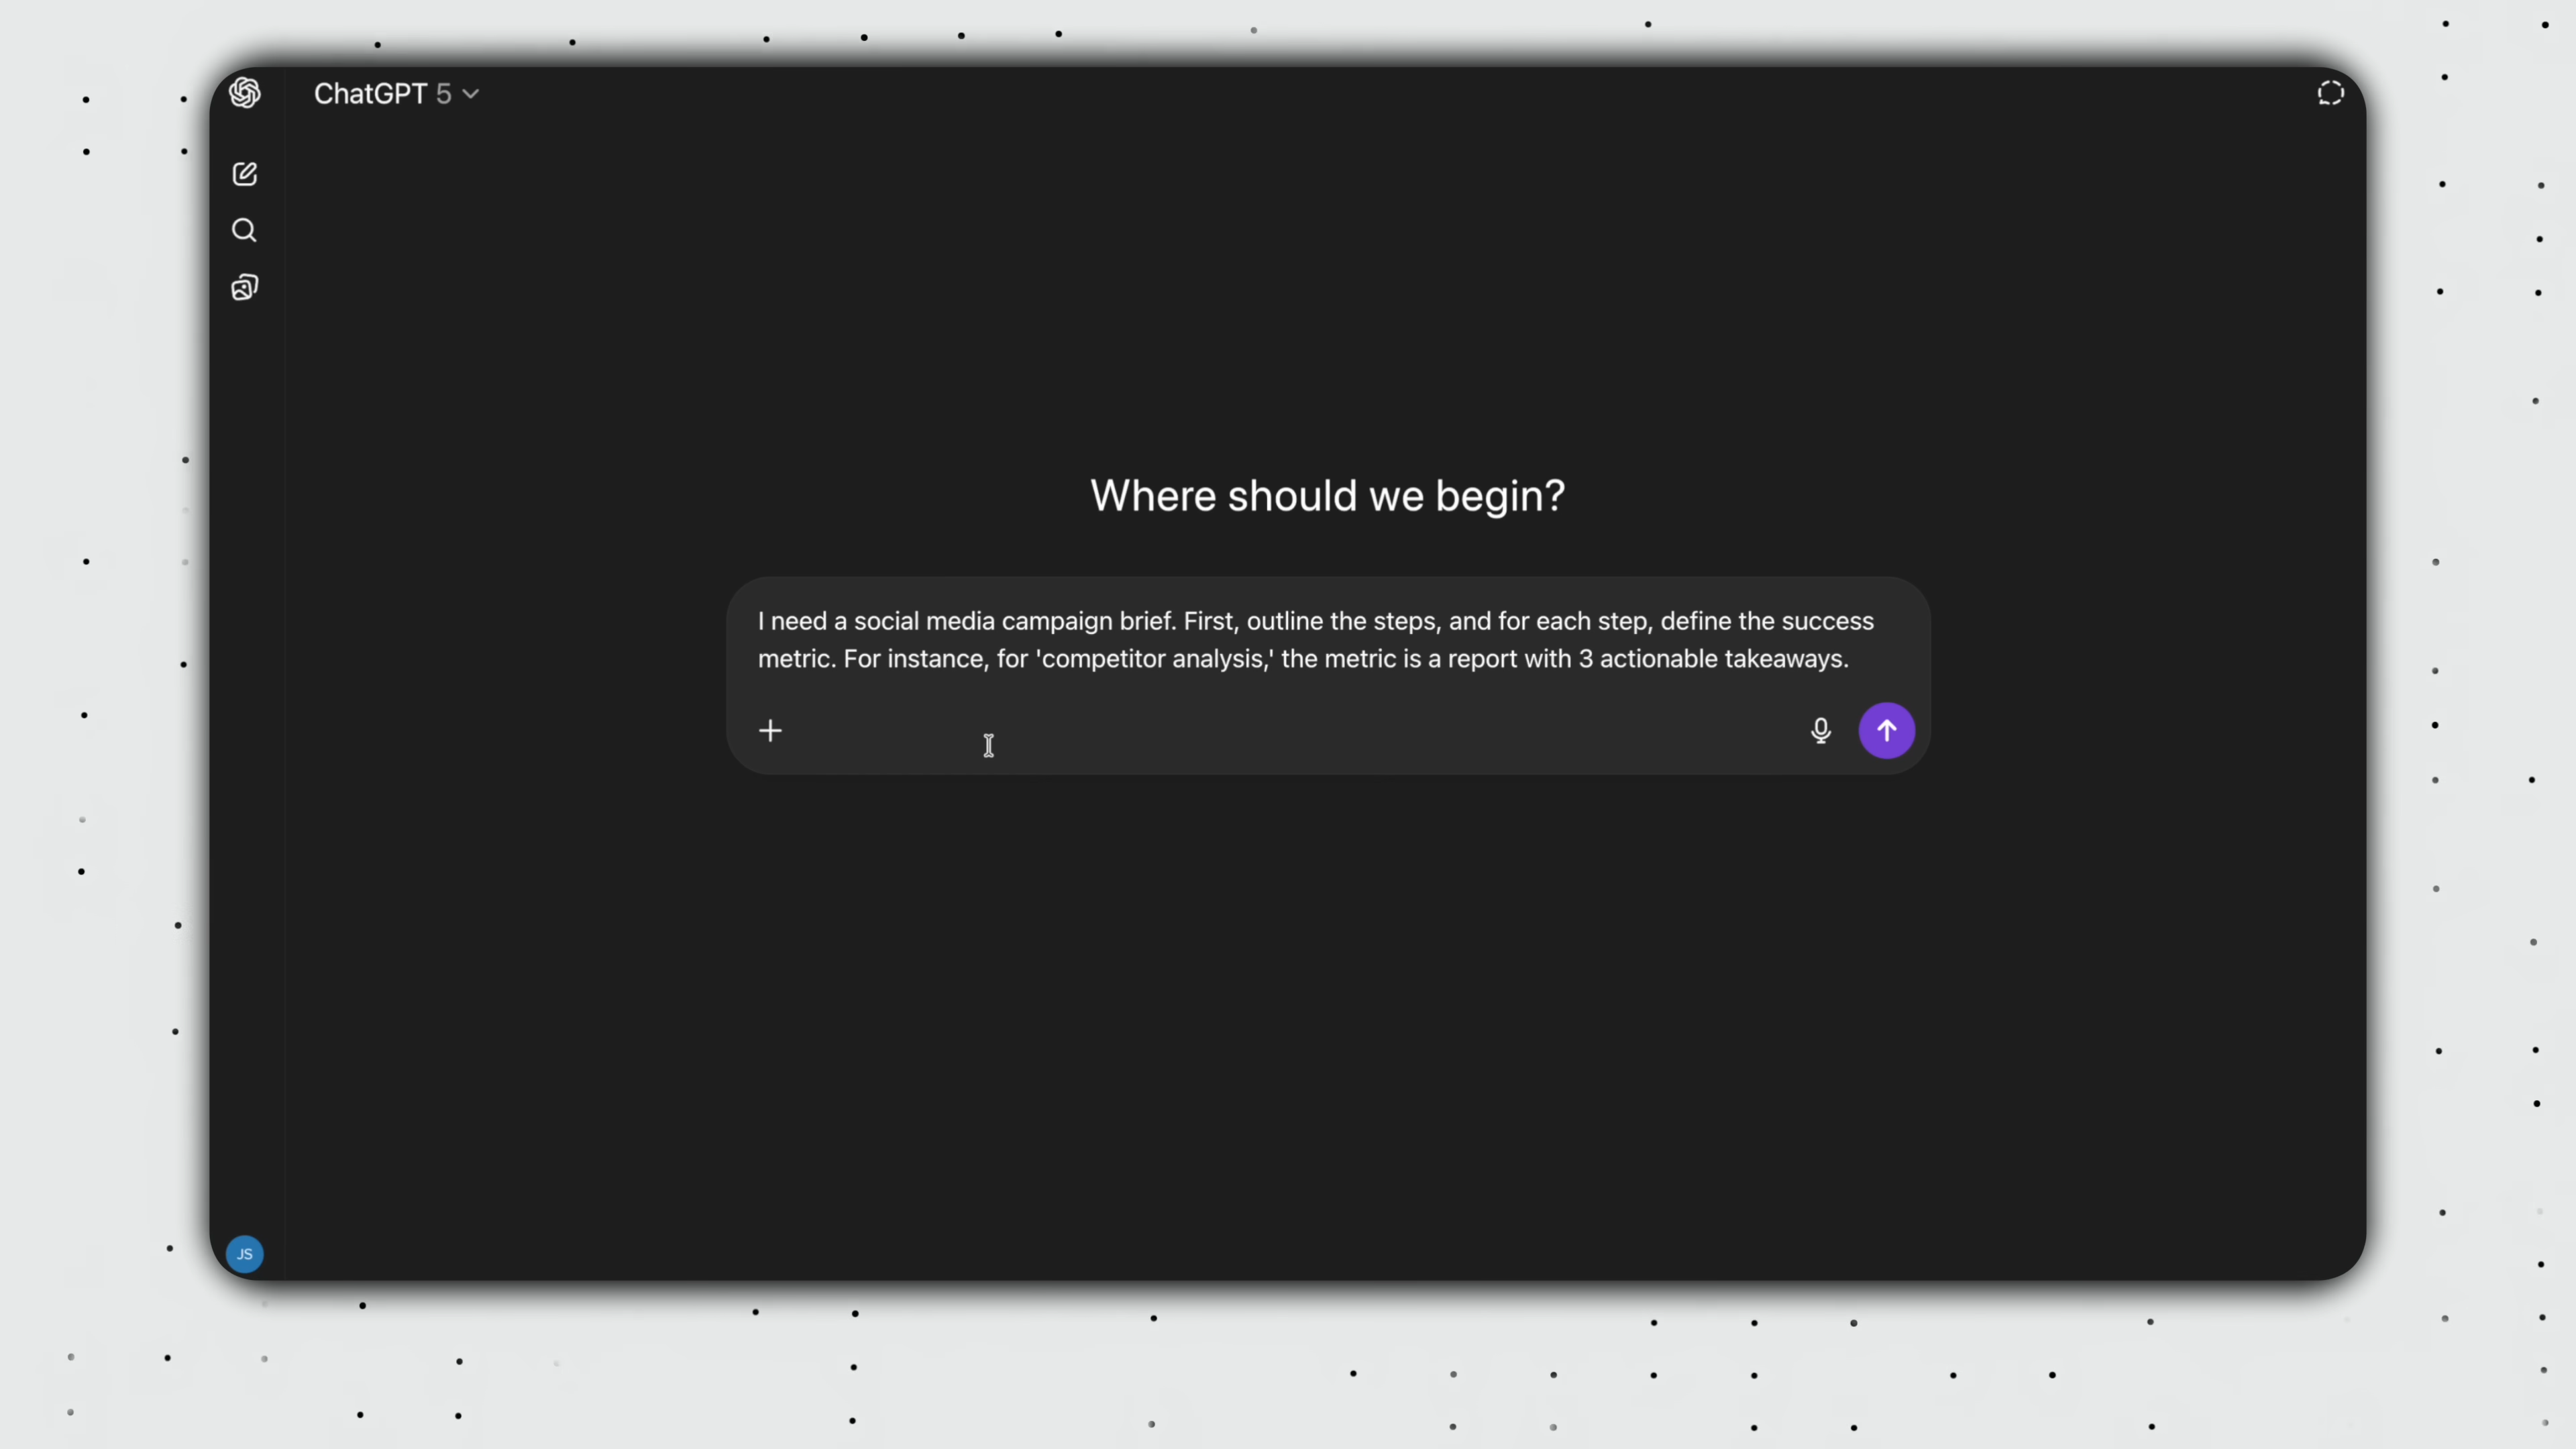 ChatGPT 5
Where should we begin?
I need a social media campaign brief. First, outline the steps, and for each step, define the success
metric. For instance, for 'competitor analysis,' the metric is a report with 3 actionable takeaways.
JS